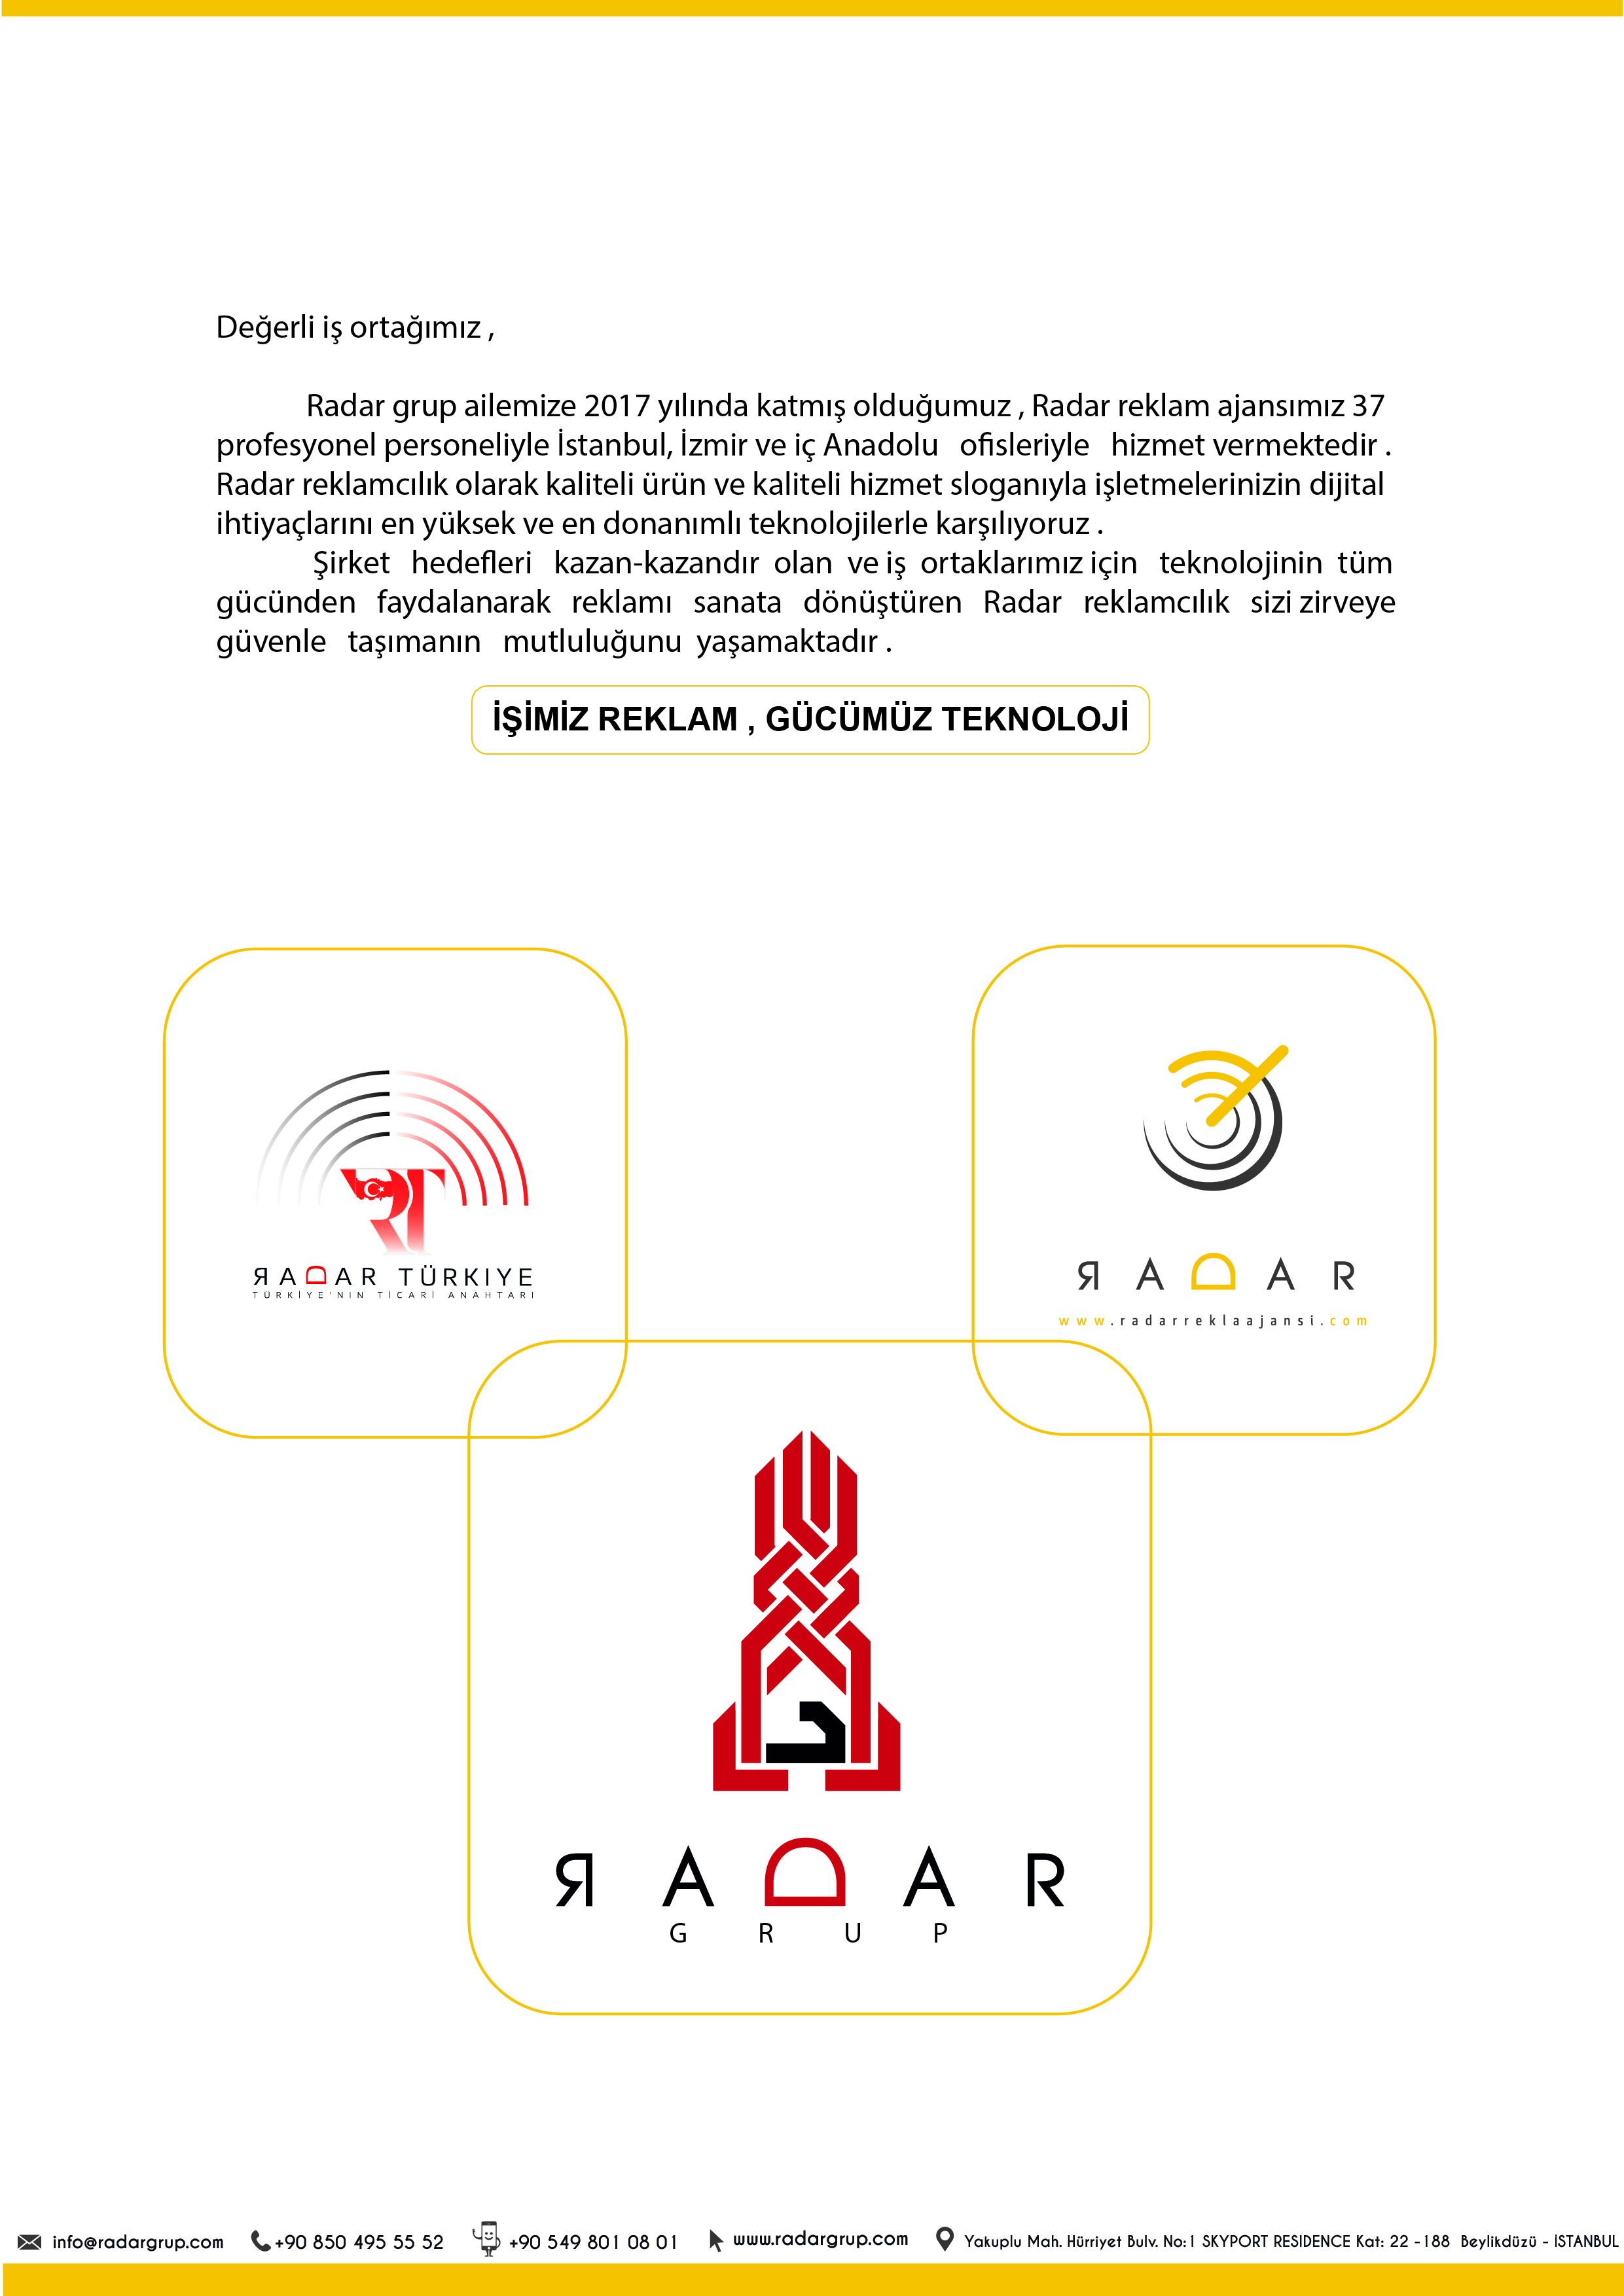 Değerli iş ortağımız ,
Radar grup ailemize 2017 yılında katmış olduğumuz , Radar reklam ajansımız 37
profesyonel personeliyle İstanbul, İzmir ve iç Anadolu ofisleriyle hizmet vermektedir .
Radar reklamcılık olarak kaliteli ürün ve kaliteli hizmet sloganıyla işletmelerinizin dijital
ihtiyaçlarını en yüksek ve en donanımlı teknolojilerle karşılıyoruz .
Şirket hedefleri kazan-kazandır olan ve iş ortaklarımız için teknolojinin tüm
gücünden faydalanarak reklamı sanata dönüştüren Radar reklamcılık sizi zirveye
güvenle taşımanın mutluluğunu yaşamaktadır .
İŞİMİZ REKLAM , GÜCÜMÜZ TEKNOLOJİ
RT
RADAR TÜRKIYE
TÜRKİYE'NIN TİCARİ ANAHTARI
RADAR
www.radarreklaajansi.com
RADAR
GRUP
info@radargrup.com +90 850 495 55 52 +90 549 801 08 01 www.radargrup.com Yakuplu Mah. Hürriyet Bulv. No:1 SKYPORT RESIDENCE Kat: 22 -188 Beylikdüzü - İSTANBUL